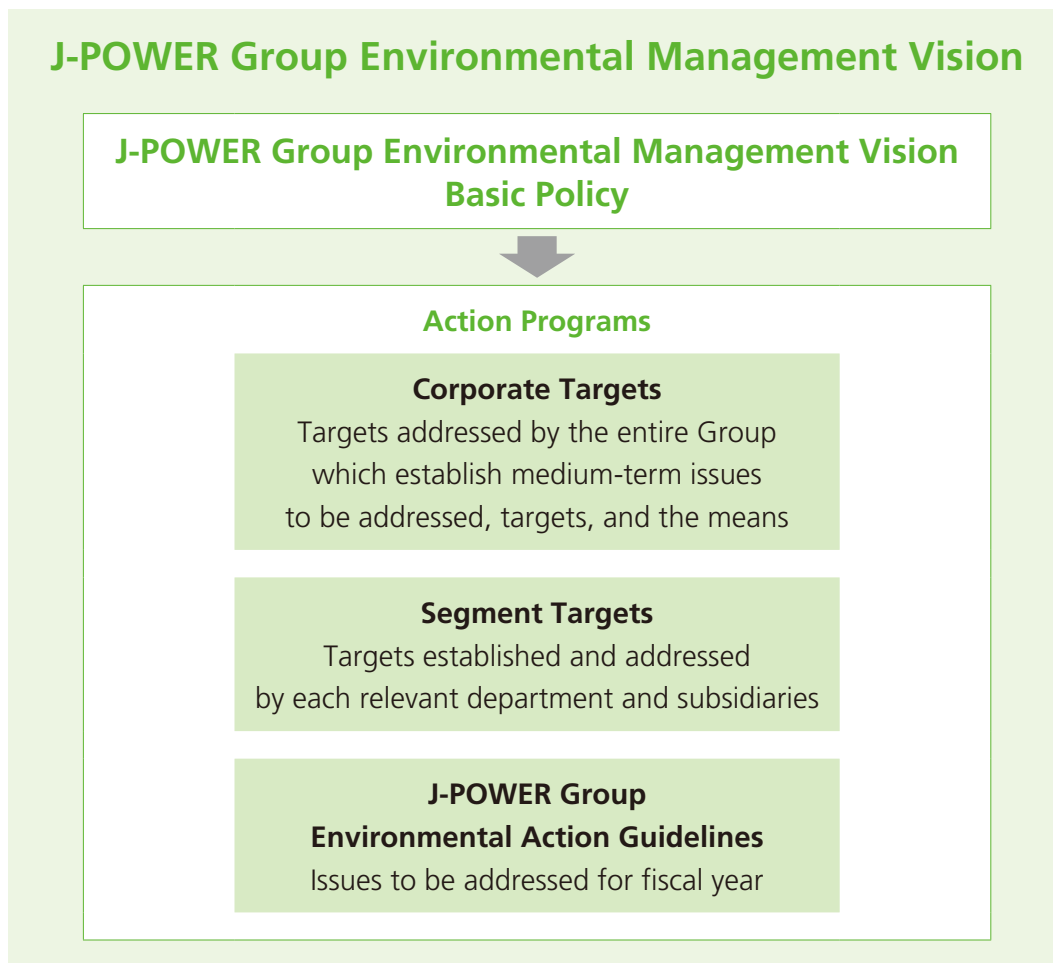 J-POWER Group Environmental Management Vision
J-POWER Group Environmental Management Vision
Basic Policy
Action Programs
Corporate Targets
Targets addressed by the entire Group
which establish medium-term issues
to be addressed, targets, and the means
Segment Targets
Targets established and addressed
by each relevant department and subsidiaries
J-POWER Group
Environmental Action Guidelines
Issues to be addressed for fiscal year